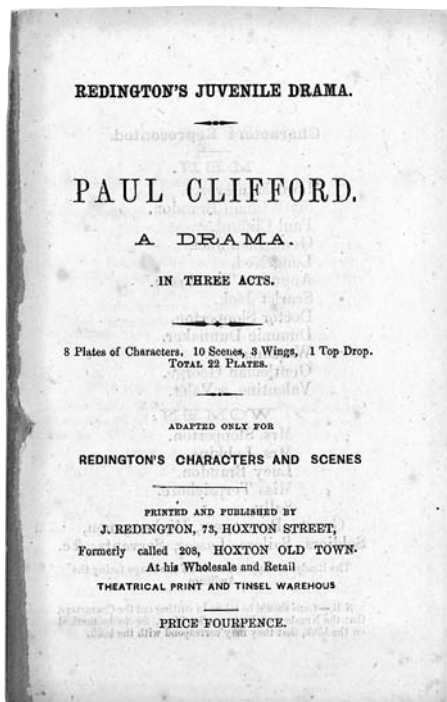 REDINGTON'S JUVENILE DRAMA.
PAUL CLIFFORD.
A DRAMA.
IN THREE ACTS.
8 Plates of Characters, 10 Scenes, 3 Wings, 1 Top Drop.
TOTAL 22 PLATES.
ADAPTED ONLY FOR
REDINGTON'S CHARACTERS AND SCENES
PRINTED AND PUBLISHED BY
J. REDINGTON, 73, HOXTON STREET,
Formerly called 208, HOXTON OLD TOWN.
At his Wholesale and Retail
THEATRICAL PRINT AND TINSEL WAREHOUS
PRICE FOURPENCE.